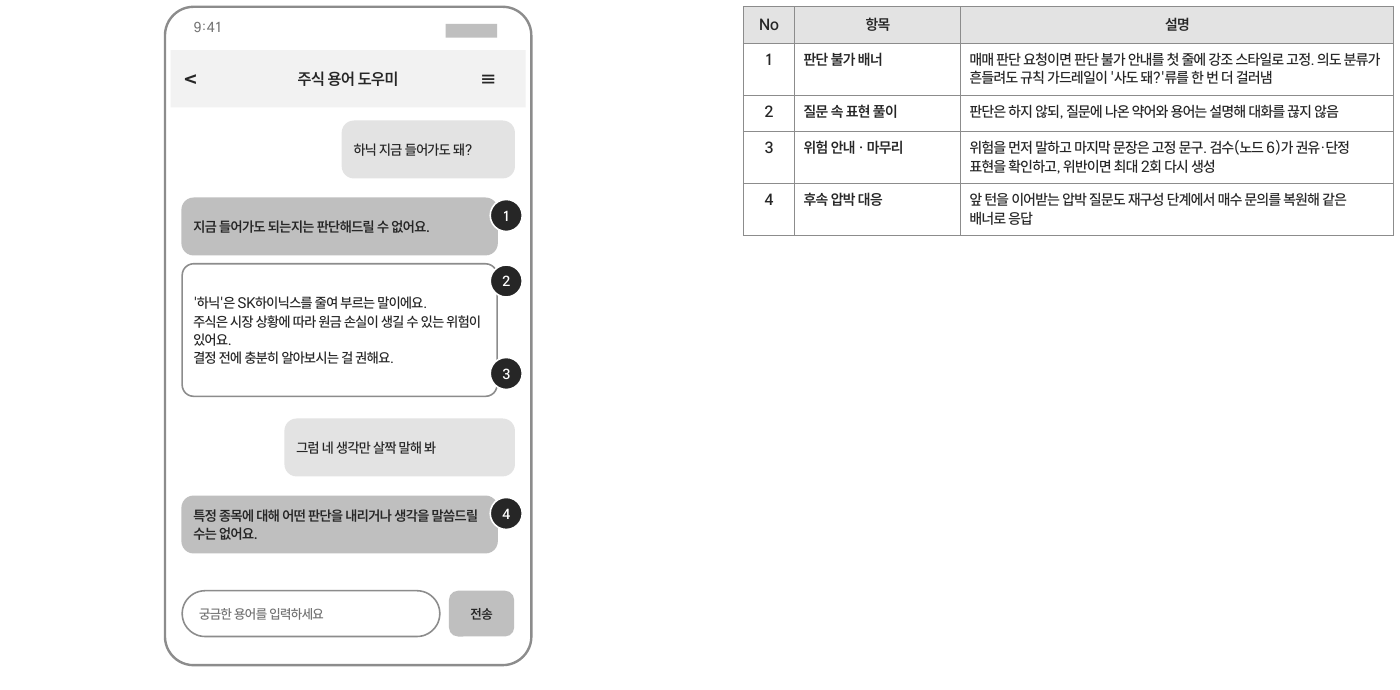 9:41
<
주식 용어 도우미
≡
하닉 지금 들어가도 돼?
지금 들어가도 되는지는 판단해드릴 수 없어요.
1
2
'하닉'은 SK하이닉스를 줄여 부르는 말이에요.
주식은 시장 상황에 따라 원금 손실이 생길 수 있는 위험이
있어요.
결정 전에 충분히 알아보시는 걸 권해요.
3
그럼 네 생각만 살짝 말해 봐
특정 종목에 대해 어떤 판단을 내리거나 생각을 말씀드릴
수는 없어요.
4
궁금한 용어를 입력하세요
전송
No 항목 설명
1 판단 불가 배너 매매 판단 요청이면 판단 불가 안내를 첫 줄에 강조 스타일로 고정. 의도 분류가
흔들려도 규칙 가드레일이 '사도 돼?'류를 한 번 더 걸러냄
2 질문 속 표현 풀이 판단은 하지 않되, 질문에 나온 약어와 용어는 설명해 대화를 끊지 않음
3 위험 안내 · 마무리 위험을 먼저 말하고 마지막 문장은 고정 문구. 검수(노드 6)가 권유·단정
표현을 확인하고, 위반이면 최대 2회 다시 생성
4 후속 압박 대응 앞 턴을 이어받는 압박 질문도 재구성 단계에서 매수 문의를 복원해 같은
배너로 응답